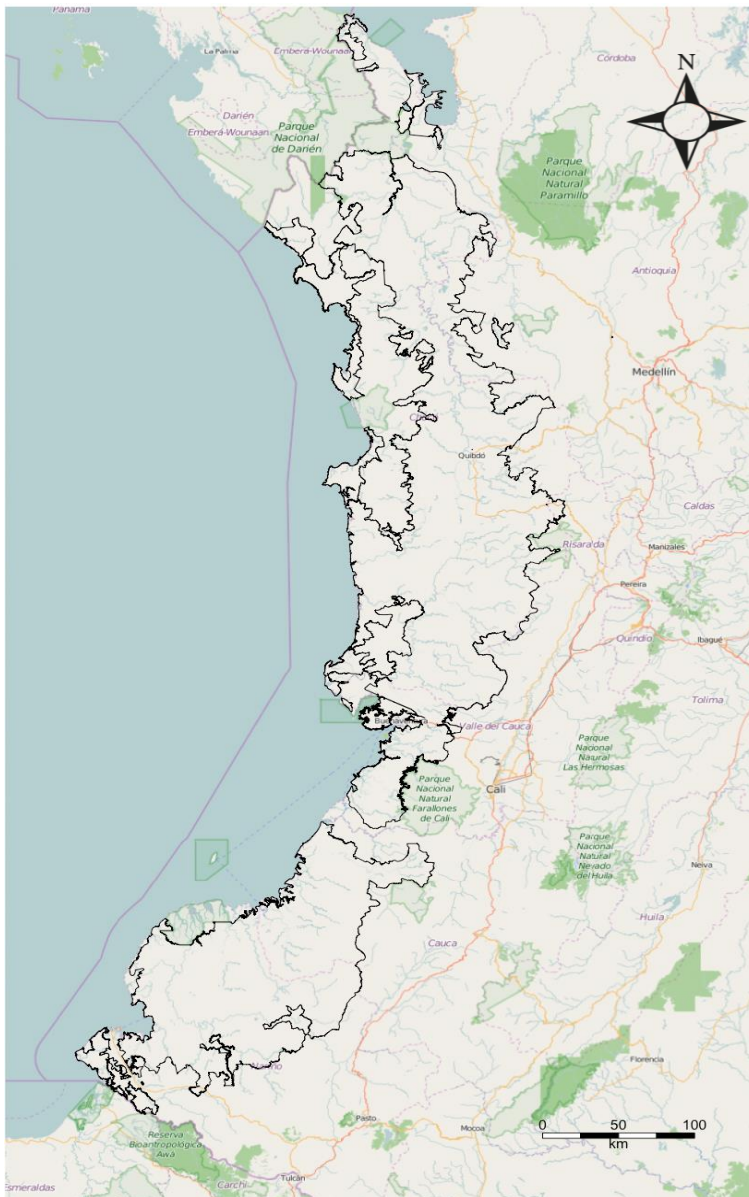 Panama
La Palma
Emberá-Wounaan
Córdoba
N
Darién
Emberá-Wounaan
Parque
Nacional
de Darién
Parque
Nacional
Natural
Paramillo
Antioquia
Medellín
Quibdó
Caldas
Risaralda
Manizales
Pereira
Quindío
Ibagué
Tolima
Buenaventura
Valle del Cauca
Parque
Nacional
Natural
Las Hermosas
Parque
Nacional
Natural
Farallones
de Cali
Cali
Parque
Nacional
Natural
Nevado
del Huila
Neiva
Huila
Cauca
Nariño
Florencia
Pasto
Mocoa
0 50 100
km
Reserva
Bioantropológica
Awá
Esmeraldas
Carchi
Tulcán